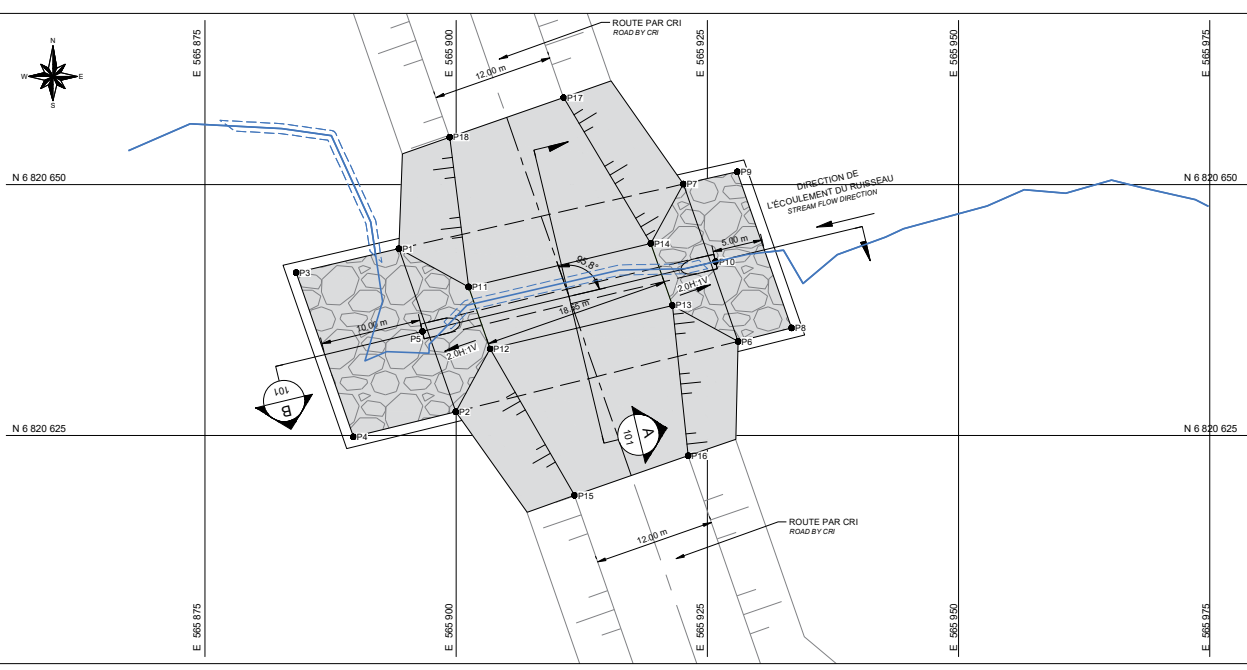 ROUTE PAR CRI
ROAD BY CRI
E 565 875
E 565 900
E 565 925
E 565 950
E 565 975
N
W
E
S
12.00 m
P17
P18
N 6 820 650
N 6 820 650
P7
P9
DIRECTION DE
L'ÉCOULEMENT DU RUISSEAU
STREAM FLOW DIRECTION
P1
P14
5.00 m
P3
95.8°
P10
P11
2.0H:1V
P13
10.00 m
P5
P12
2.0H:1V
P8
P6
101
B
P2
P4
A
101
N 6 820 625
N 6 820 625
P16
P15
ROUTE PAR CRI
ROAD BY CRI
12.00 m
E 565 875
E 565 900
E 565 925
E 565 950
E 565 975